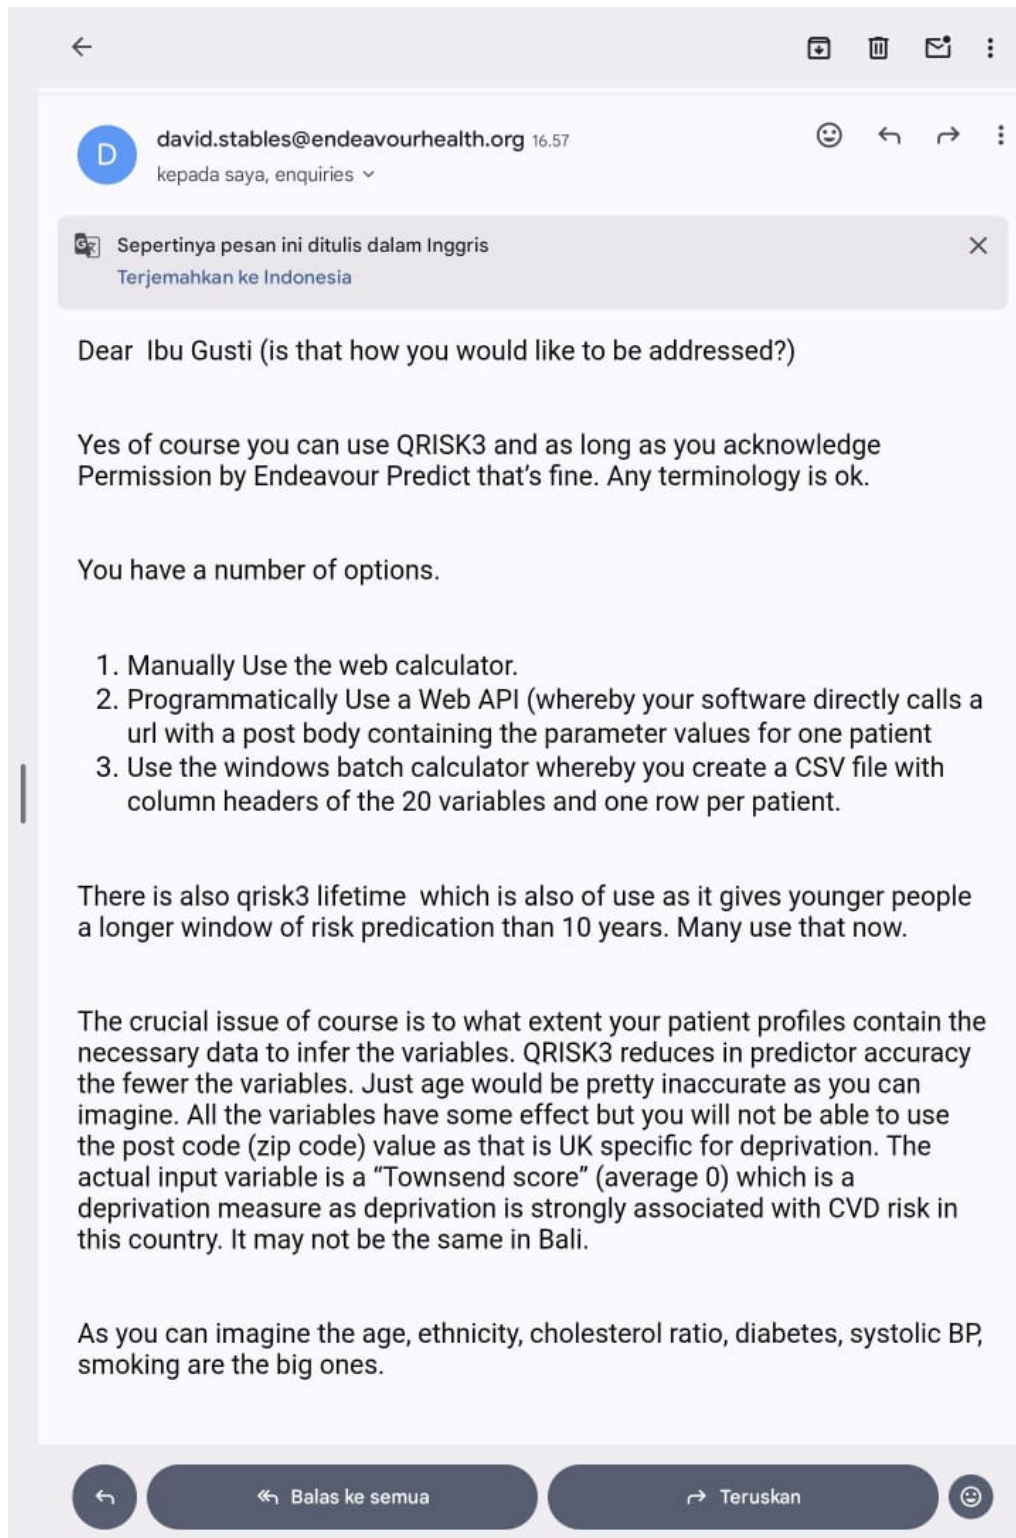 D
david.stables@endeavourhealth.org 16.57
kepada saya, enquiries
Sepertinya pesan ini ditulis dalam Inggris
Terjemahkan ke Indonesia
Dear Ibu Gusti (is that how you would like to be addressed?)
Yes of course you can use QRISK3 and as long as you acknowledge
Permission by Endeavour Predict that's fine. Any terminology is ok.
You have a number of options.
1. Manually Use the web calculator.
2. Programmatically Use a Web API (whereby your software directly calls a
url with a post body containing the parameter values for one patient
3. Use the windows batch calculator whereby you create a CSV file with
column headers of the 20 variables and one row per patient.
There is also qrisk3 lifetime which is also of use as it gives younger people
a longer window of risk predication than 10 years. Many use that now.
The crucial issue of course is to what extent your patient profiles contain the
necessary data to infer the variables. QRISK3 reduces in predictor accuracy
the fewer the variables. Just age would be pretty inaccurate as you can
imagine. All the variables have some effect but you will not be able to use
the post code (zip code) value as that is UK specific for deprivation. The
actual input variable is a “Townsend score” (average 0) which is a
deprivation measure as deprivation is strongly associated with CVD risk in
this country. It may not be the same in Bali.
As you can imagine the age, ethnicity, cholesterol ratio, diabetes, systolic BP,
smoking are the big ones.
Balas ke semua
Teruskan